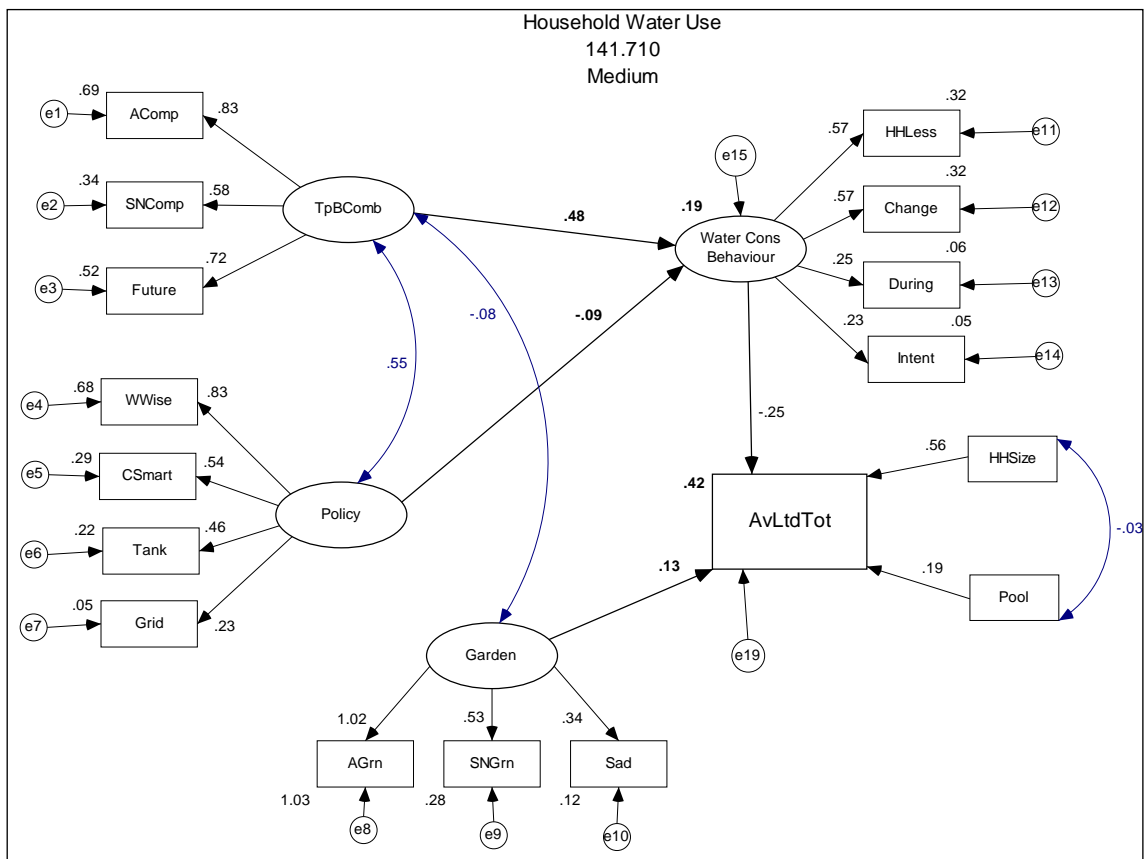 Household Water Use
141.710
Medium
.69
e1
AComp
.83
.34
e2
SNComp
.58
.52
e3
Future
.72
TpBComb
.48
-.08
.55
-.09
.68
e4
WWise
.83
.29
e5
CSmart
.54
.22
e6
Tank
.46
.05
e7
Grid
.23
Policy
e15
.19
Water Cons
Behaviour
.57
HHLess
.32
e11
.57
Change
.32
e12
.25
During
.06
e13
.23
Intent
.05
e14
-.25
.42
AvLtdTot
.56
HHSize
-.03
.19
Pool
.13
e19
Garden
1.02
AGrn
1.03
e8
.53
SNGrn
.28
e9
.34
Sad
.12
e10